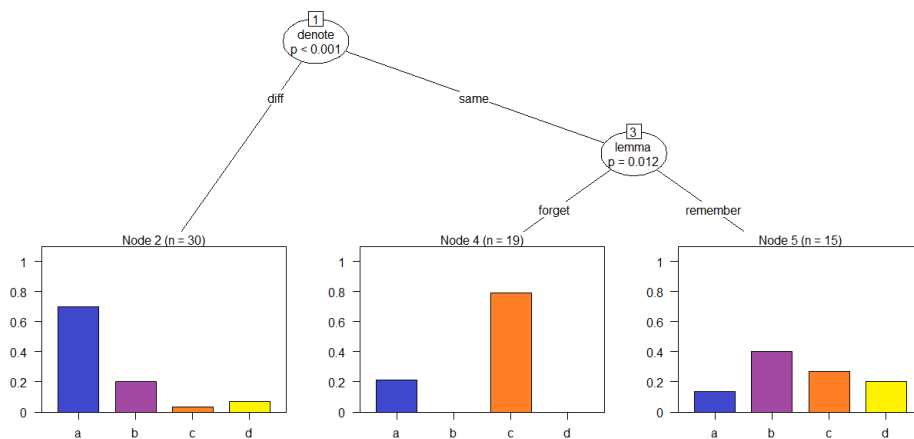 1
denote
p < 0.001
diff
same
3
lemma
p = 0.012
forget
remember
Node 2 (n = 30)
1
0.8
0.6
0.4
0.2
0
a b c d
Node 4 (n = 19)
1
0.8
0.6
0.4
0.2
0
a b c d
Node 5 (n = 15)
1
0.8
0.6
0.4
0.2
0
a b c d